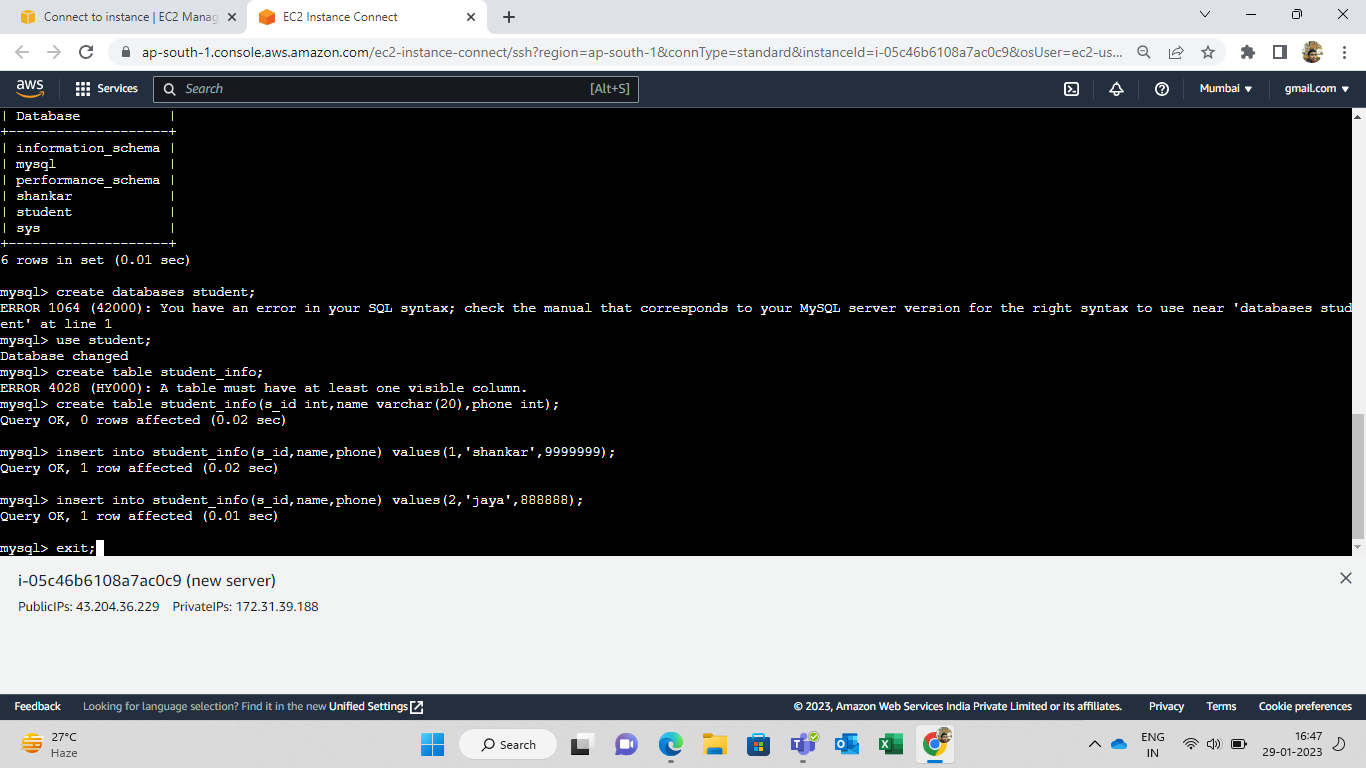 Connect to instance | EC2 Manag
EC2 Instance Connect
ap-south-1.console.aws.amazon.com/ec2-instance-connect/ssh?region=ap-south-1&connType=standard&instanceId=i-05c46b6108a7ac0c9&osUser=ec2-us...
aws
Services
Search
[Alt+S]
Mumbai
gmail.com
| Database           |
+--------------------+
| information_schema |
| mysql              |
| performance_schema |
| shankar            |
| student            |
| sys                |
+--------------------+
6 rows in set (0.01 sec)
mysql> create databases student;
ERROR 1064 (42000): You have an error in your SQL syntax; check the manual that corresponds to your MySQL server version for the right syntax to use near 'databases stud
ent' at line 1
mysql> use student;
Database changed
mysql> create table student_info;
ERROR 4028 (HY000): A table must have at least one visible column.
mysql> create table student_info(s_id int,name varchar(20),phone int);
Query OK, 0 rows affected (0.02 sec)
mysql> insert into student_info(s_id,name,phone) values(1,'shankar',9999999);
Query OK, 1 row affected (0.02 sec)
mysql> insert into student_info(s_id,name,phone) values(2,'jaya',888888);
Query OK, 1 row affected (0.01 sec)
mysql> exit;
i-05c46b6108a7ac0c9 (new server)
PublicIPs: 43.204.36.229 PrivateIPs: 172.31.39.188
Feedback
Looking for language selection? Find it in the new Unified Settings
© 2023, Amazon Web Services India Private Limited or its affiliates.
Privacy
Terms
Cookie preferences
27°C
Haze
Search
ENG
IN
16:47
29-01-2023